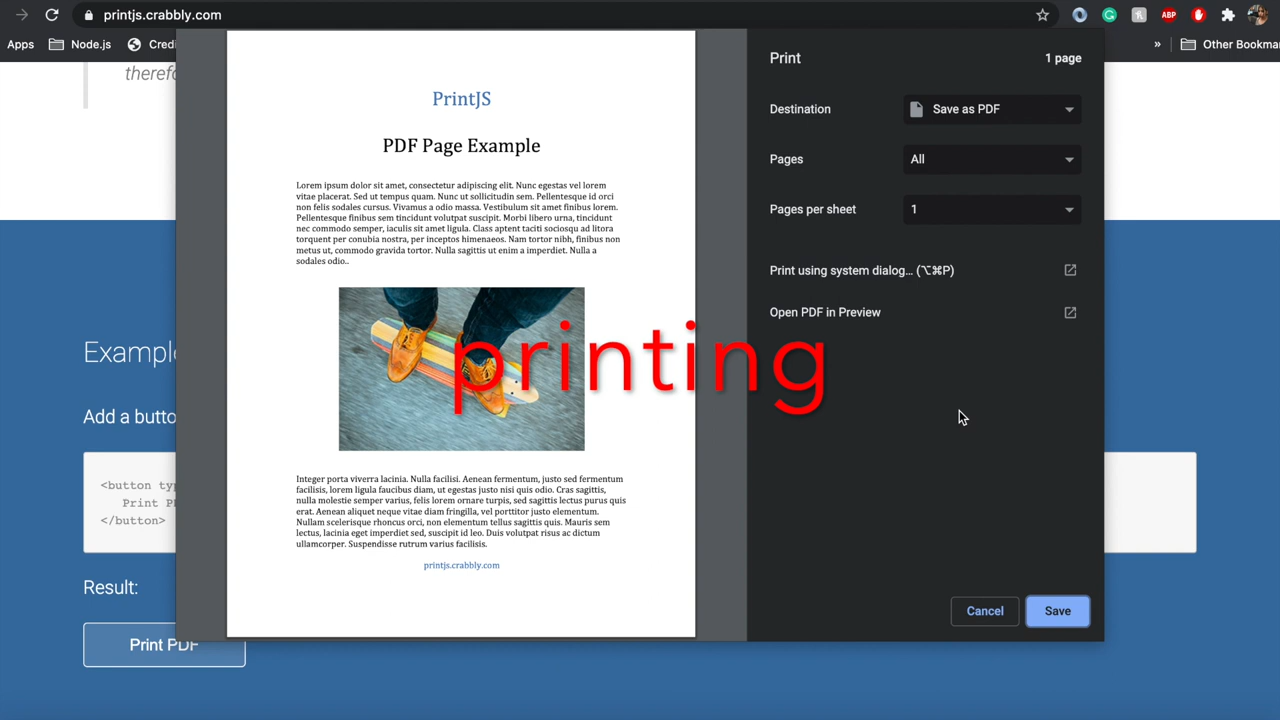 printjs.crabbly.com
ABP
Apps
Node.js
»
Other Bookma
PrintJS
PDF Page Example
Lorem ipsum dolor sit amet, consectetur adipiscing elit. Nunc egestas vel lorem
vitae placerat. Sed ut tempus quam. Nunc ut sollicitudin sem. Pellentesque id orci
non felis sodales cursus. Vivamus a odio massa. Vestibulum sit amet finibus lorem.
Pellentesque finibus sem tincidunt volutpat suscipit. Morbi libero urna, tincidunt
nec commodo semper, iaculis sit amet ligula. Class aptent taciti sociosqu ad litora
torquent per conubia nostra, per inceptos himenaeos. Nam tortor nibh, finibus non
metus ut, commodo gravida tortor. Nulla sagittis ut enim a imperdiet. Nulla a
sodales odio..
Integer porta viverra lacinia. Nulla facilisi. Aenean fermentum, justo sed fermentum
facilisis, lorem ligula faucibus diam, ut egestas justo nisi quis odio. Cras sagittis,
nulla molestie semper varius, felis lorem ornare turpis, sed sagittis lectus purus quis
erat. Aenean aliquet neque vitae diam fringilla, vel porttitor justo elementum.
Nullam scelerisque rhoncus orci, non elementum tellus sagittis quis. Mauris sem
lectus, lacinia eget imperdiet sed, suscipit id leo. Duis volutpat risus ac dictum
ullamcorper. Suspendisse rutrum varius facilisis.
printjs.crabbly.com
printing
Print
1 page
Destination
Save as PDF
Pages
All
Pages per sheet
1
Print using system dialog... (⌥⌘P)
Open PDF in Preview
Cancel
Save
Example
Add a butto
<button typ
Print P
</button>
Result:
Print PDF